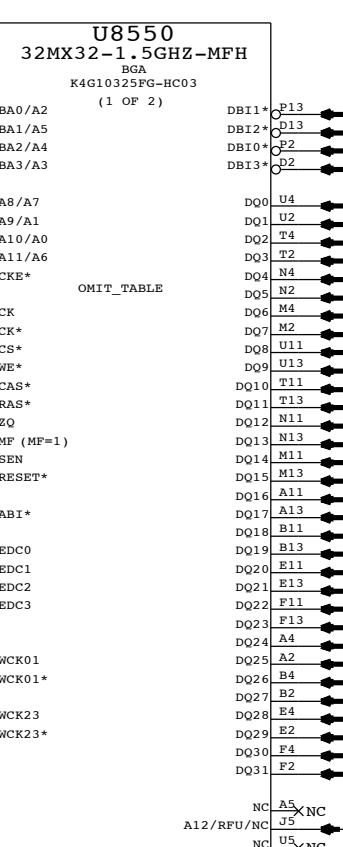 U8550
32MX32-1.5GHZ-MFH
BGA
K4G10325FG-HC03
(1 OF 2)
BA0/A2 DBI1* P13
BA1/A5 DBI2* D13
BA2/A4 DBI0* P2
BA3/A3 DBI3* D2
A8/A7 DQ0 U4
A9/A1 DQ1 U2
A10/A0 DQ2 T4
A11/A6 DQ3 T2
CKE* DQ4 N4
OMIT_TABLE DQ5 N2
CK DQ6 M4
CK* DQ7 M2
CS* DQ8 U11
WE* DQ9 U13
CAS* DQ10 T11
RAS* DQ11 T13
ZQ DQ12 N11
MF (MF=1) DQ13 N13
SEN DQ14 M11
RESET* DQ15 M13
DQ16 A11
ABI* DQ17 A13
DQ18 B11
EDC0 DQ19 B13
EDC1 DQ20 E11
EDC2 DQ21 E13
EDC3 DQ22 F11
DQ23 F13
DQ24 A4
WCK01 DQ25 A2
WCK01* DQ26 B4
DQ27 B2
WCK23 DQ28 E4
WCK23* DQ29 E2
DQ30 F4
DQ31 F2
NC A5 NC
A12/RFU/NC J5
NC U5 NC